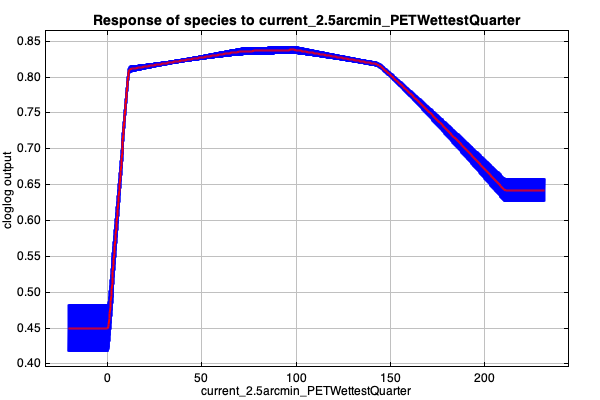 Response of species to current_2.5arcmin_PETWettestQuarter
0.85
0.80
0.75
0.70
0.65
0.60
0.55
0.50
0.45
0.40
cloglog output
0 50 100 150 200
current_2.5arcmin_PETWettestQuarter